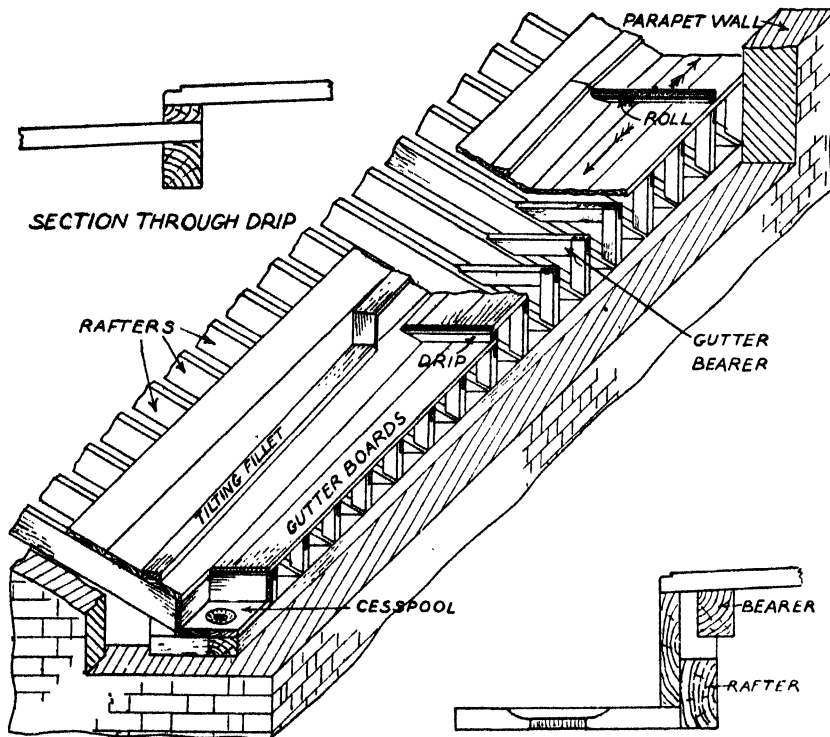 PARAPET WALL
ROLL
SECTION THROUGH DRIP
RAFTERS
GUTTER
BEARER
DRIP
TILTING FILLET
GUTTER BOARDS
CESSPOOL
BEARER
RAFTER